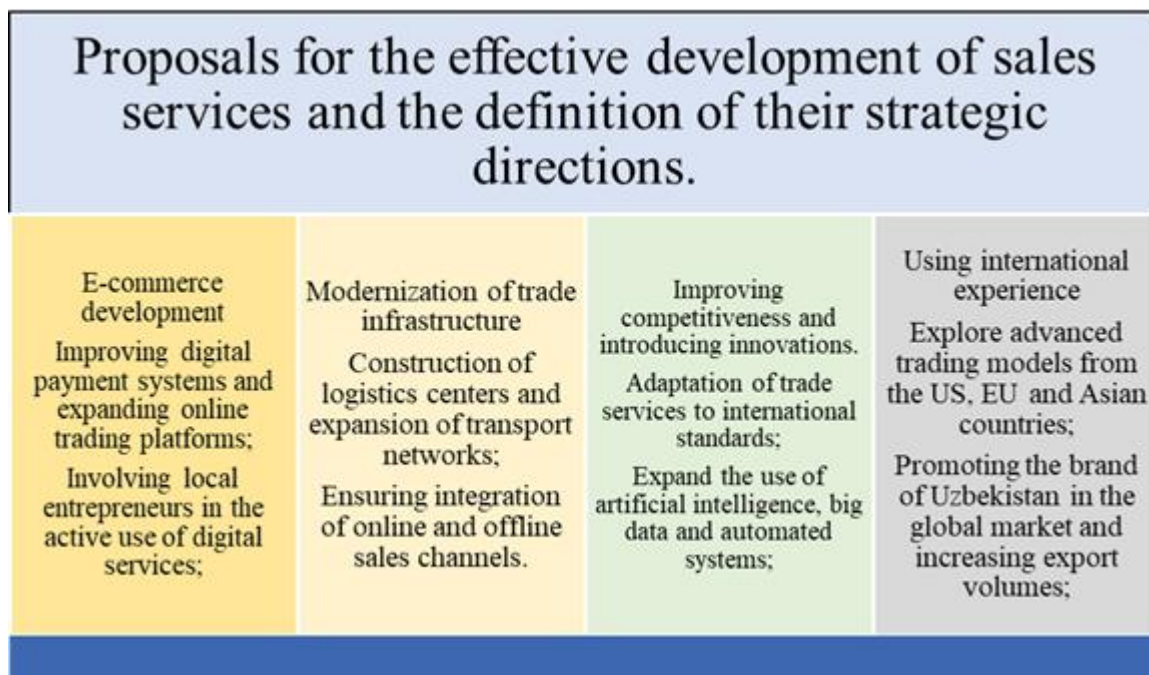 Proposals for the effective development of sales
services and the definition of their strategic
directions.
E-commerce
development
Improving digital
payment systems and
expanding online
trading platforms;
Involving local
entrepreneurs in the
active use of digital
services;
Modernization of trade
infrastructure
Construction of
logistics centers and
expansion of transport
networks;
Ensuring integration
of online and offline
sales channels.
Improving
competitiveness and
introducing innovations.
Adaptation of trade
services to international
standards;
Expand the use of
artificial intelligence, big
data and automated
systems;
Using international
experience
Explore advanced
trading models from
the US, EU and Asian
countries;
Promoting the brand
of Uzbekistan in the
global market and
increasing export
volumes;